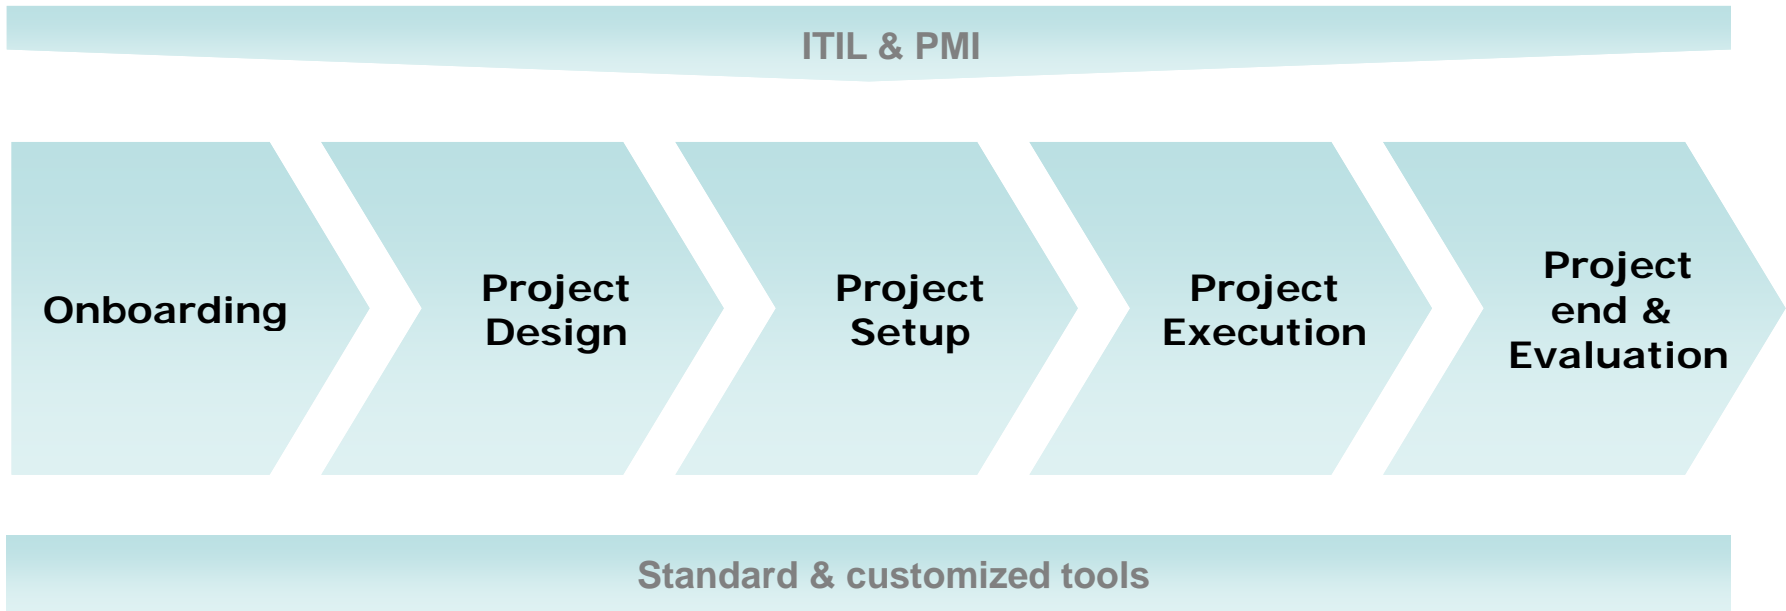 ITIL & PMI
Onboarding
Project
Design
Project
Setup
Project
Execution
Project
end &
Evaluation
Standard & customized tools